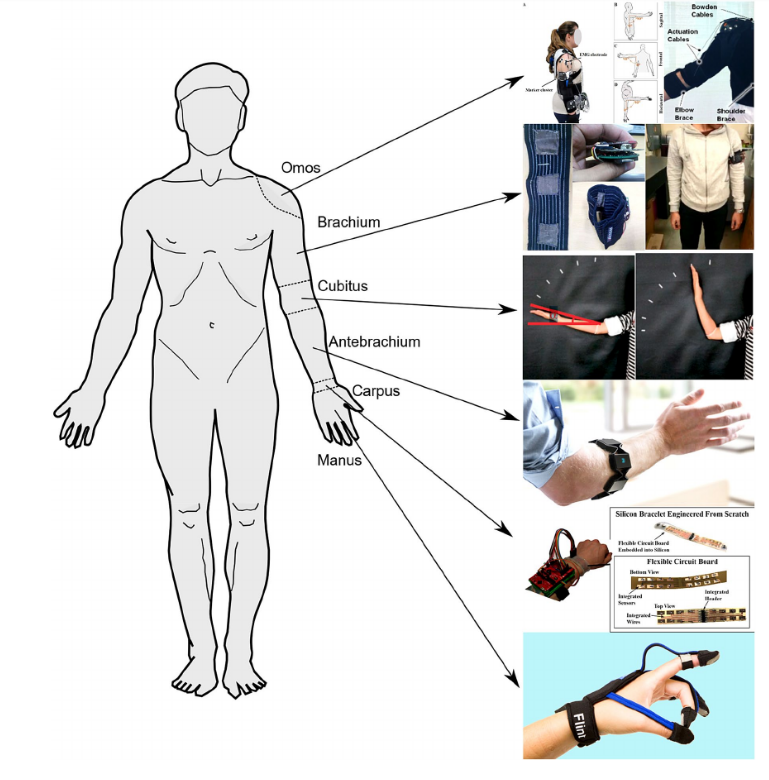 Omos
Brachium
Cubitus
Antebrachium
Carpus
Manus
A
EMG electrode
B
Sagittal
C
Frontal
D
Horizontal
Bowden
Cables
Actuation
Cables
Elbow
Brace
Shoulder
Brace
Silicon Bracelet Engineered From Scratch
Flexible Circuit Board
Embedded into Silicon
Flexible Circuit Board
Bottom View
Integrated
Sensors
Integrated
Header
Top View
Integrated
Wires
Flint